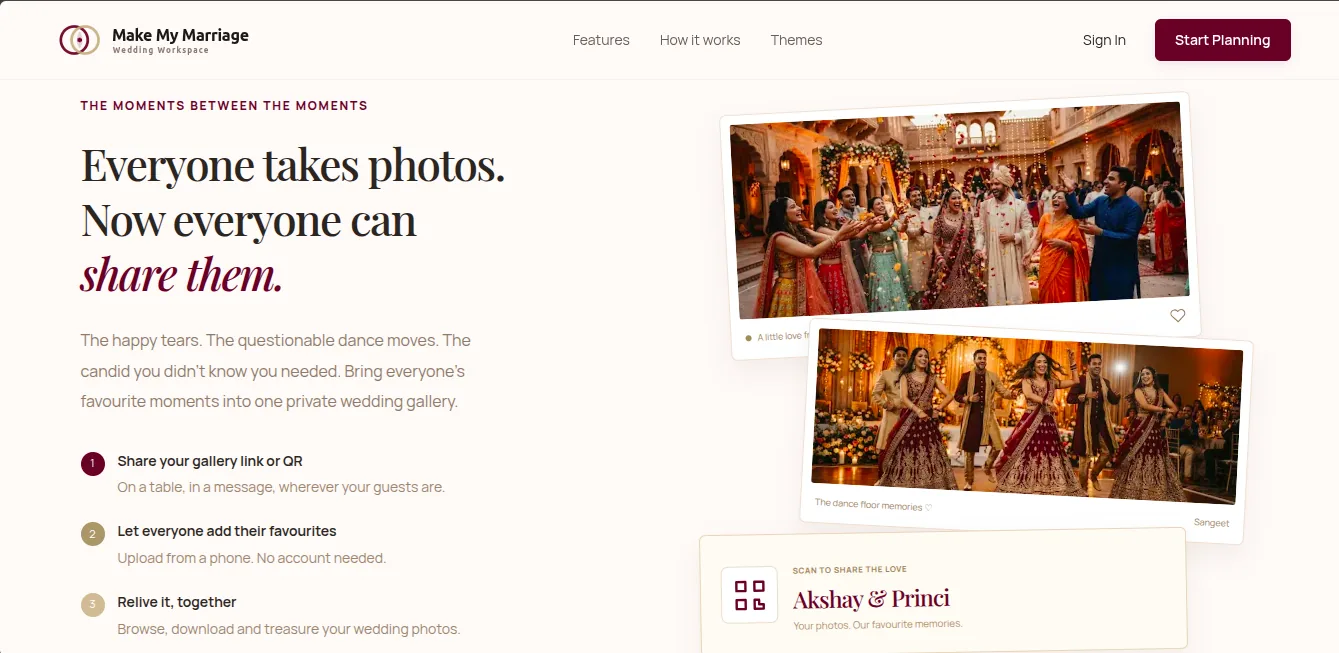 Make My Marriage
Wedding Workspace
Features
How it works
Themes
Sign In
Start Planning
THE MOMENTS BETWEEN THE MOMENTS
Everyone takes photos.
Now everyone can
share them.
The happy tears. The questionable dance moves. The
candid you didn't know you needed. Bring everyone's
favourite moments into one private wedding gallery.
1
Share your gallery link or QR
On a table, in a message, wherever your guests are.
2
Let everyone add their favourites
Upload from a phone. No account needed.
3
Relive it, together
Browse, download and treasure your wedding photos.
A little love
The dance floor memories ♡
Sangeet
SCAN TO SHARE THE LOVE
Akshay & Princi
Your photos. Our favourite memories.